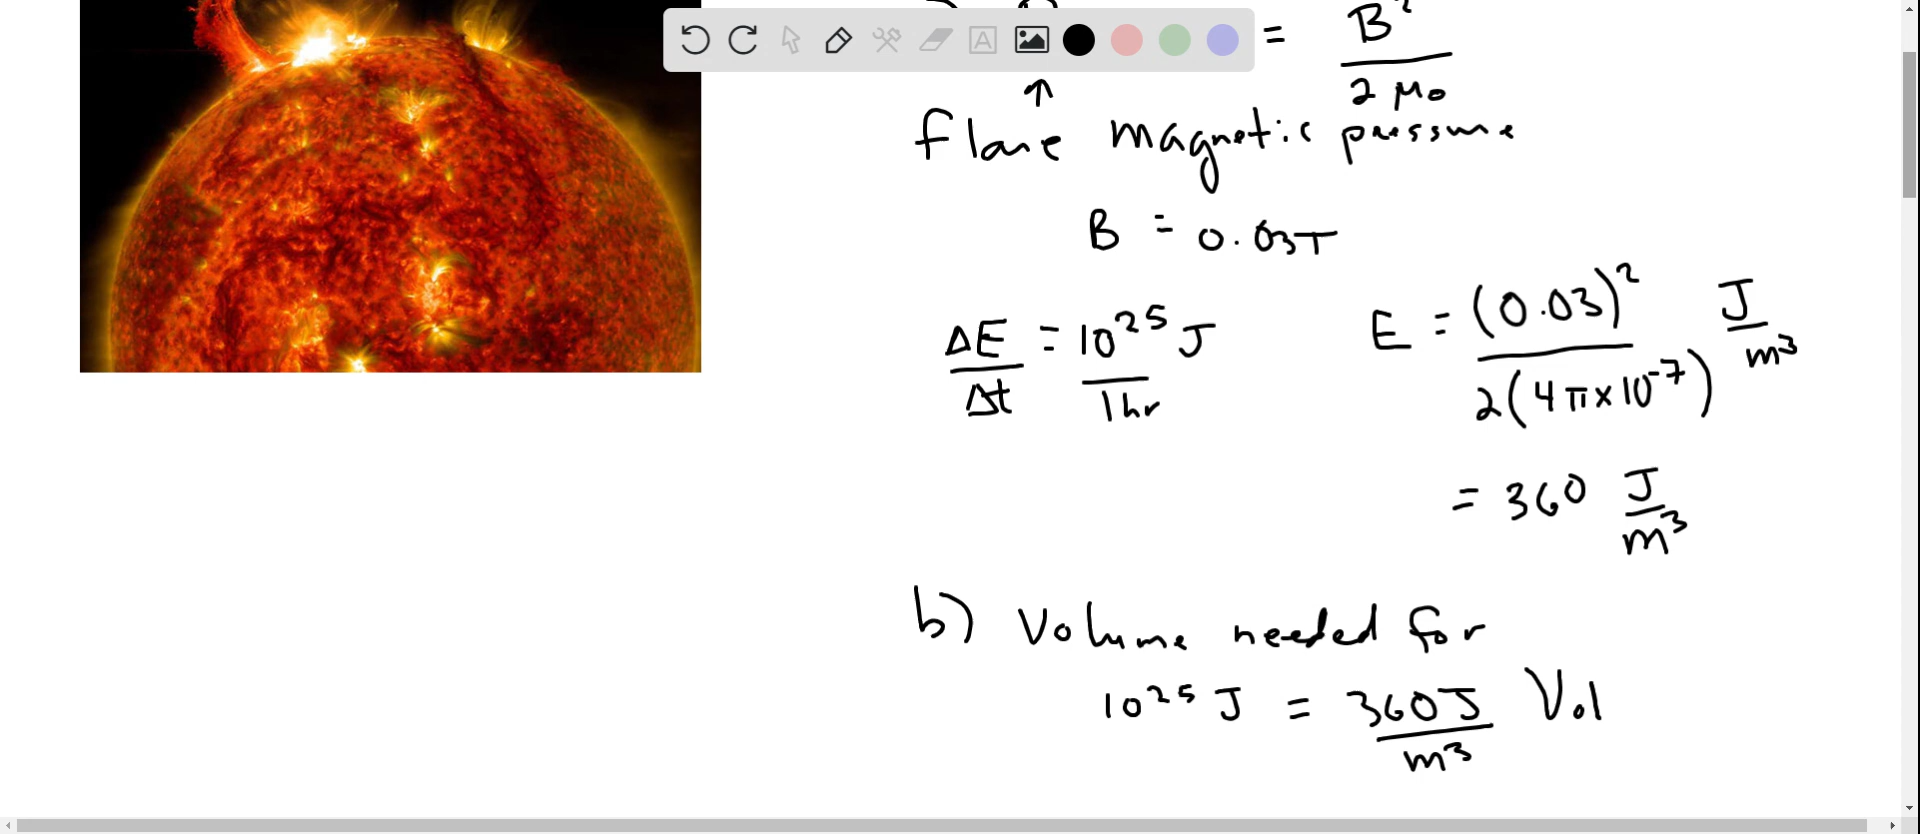 = B²/2μ₀
flare magnetic pressure
B = 0.03T
ΔE/Δt = 10²⁵ J/1hr
E = (0.03)²/2(4π×10⁻⁷) J/m³
= 360 J/m³
b) Volume needed for
10²⁵ J = 360J/m³ Vol